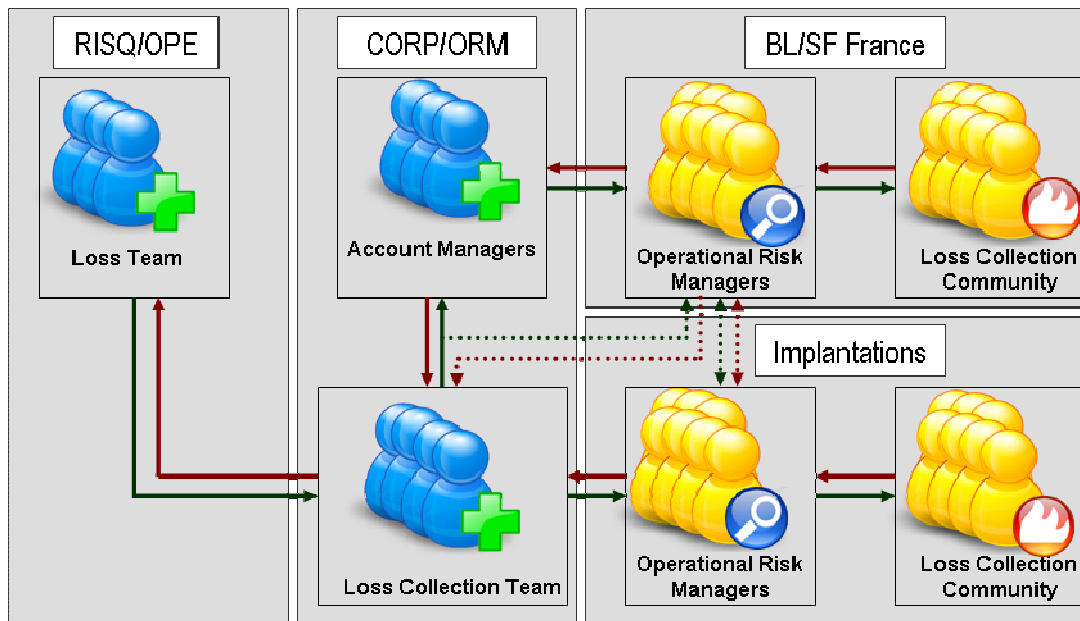 RISQ/OPE
CORP/ORM
BL/SF France
Loss Team
Account Managers
Operational Risk
Managers
Loss Collection
Community
Implantations
Loss Collection Team
Operational Risk
Managers
Loss Collection
Community